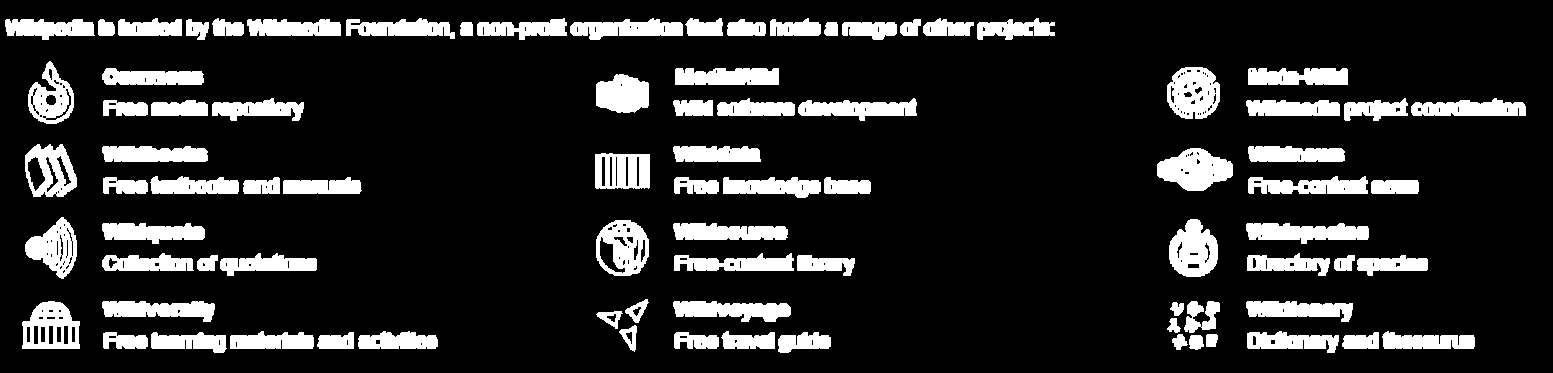 Wikipedia is hosted by the Wikimedia Foundation, a non-profit organization that also hosts a range of other projects:
Commons
Free media repository
MediaWiki
Wiki software development
Meta-Wiki
Wikimedia project coordination
Wikibooks
Free textbooks and manuals
Wikidata
Free knowledge base
Wikinews
Free-content news
Wikiquote
Collection of quotations
Wikisource
Free-content library
Wikispecies
Directory of species
Wikiversity
Free learning materials and activities
Wikivoyage
Free travel guide
Wiktionary
Dictionary and thesaurus